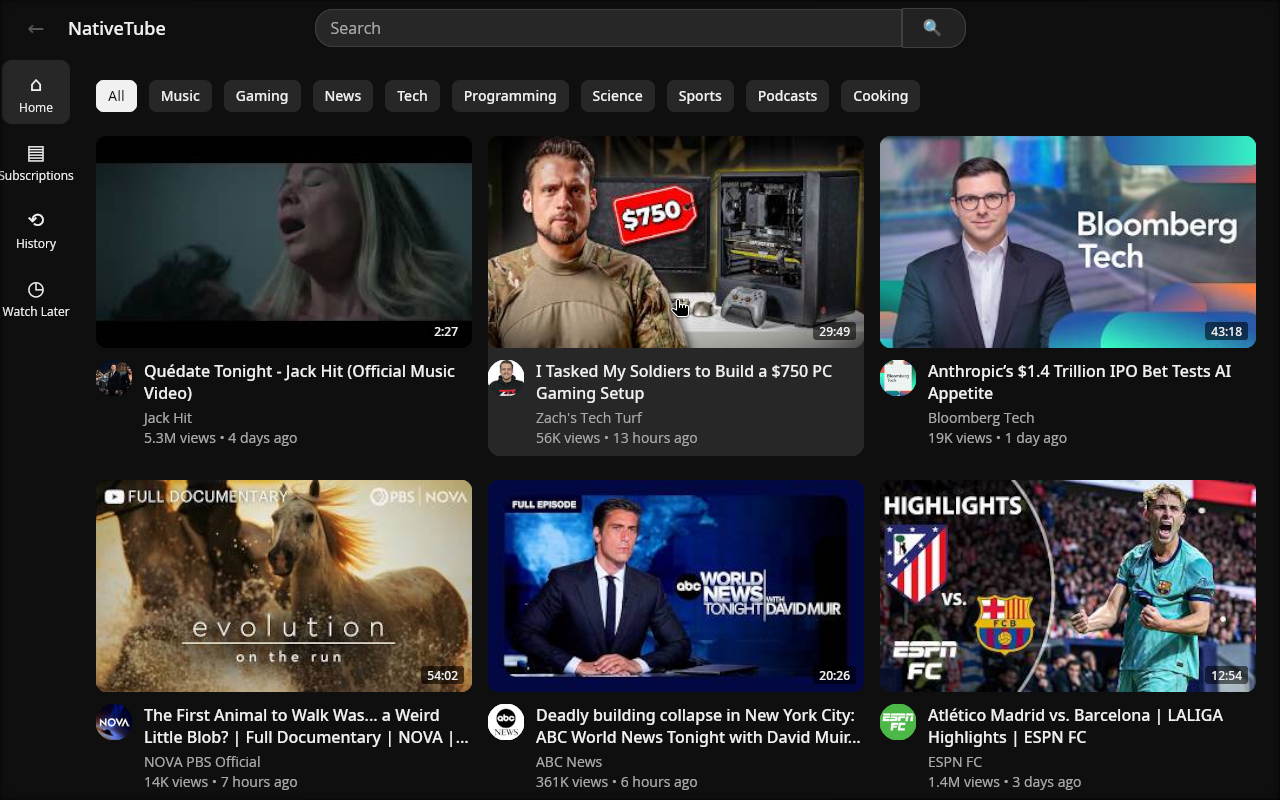 ← NativeTube
Search
Home
Subscriptions
History
Watch Later
All Music Gaming News Tech Programming Science Sports Podcasts Cooking
2:27
Quédate Tonight - Jack Hit (Official Music
Video)
Jack Hit
5.3M views • 4 days ago
$750
29:49
I Tasked My Soldiers to Build a $750 PC
Gaming Setup
Zach's Tech Turf
56K views • 13 hours ago
Bloomberg
Tech
43:18
Anthropic’s $1.4 Trillion IPO Bet Tests AI
Appetite
Bloomberg Tech
19K views • 1 day ago
FULL DOCUMENTARY
PBS NOVA
evolution
on the run
54:02
NOVA
The First Animal to Walk Was... a Weird
Little Blob? | Full Documentary | NOVA |...
NOVA PBS Official
14K views • 7 hours ago
FULL EPISODE
abc WORLD
NEWS
TONIGHT WITH DAVID MUIR
20:26
abc
NEWS
Deadly building collapse in New York City:
ABC World News Tonight with David Muir...
ABC News
361K views • 6 hours ago
HIGHLIGHTS
VS.
FCB
ESPN
FC
12:54
ESPN
FC
Atlético Madrid vs. Barcelona | LALIGA
Highlights | ESPN FC
ESPN FC
1.4M views • 3 days ago